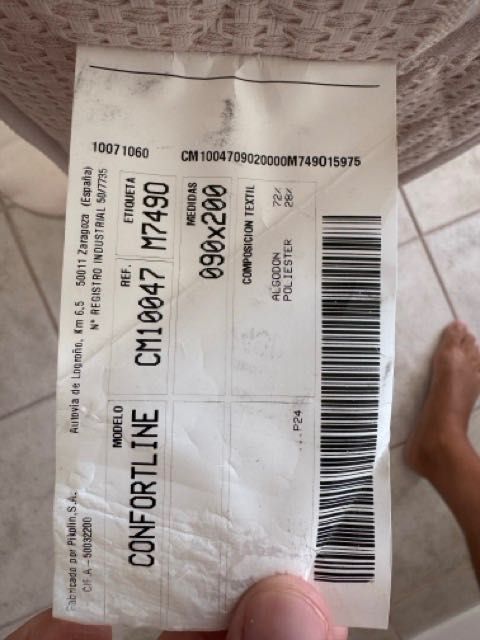 10071060
CM1004709020000M749015975
Fabricado por Pikolin, S.A. Autovía de Logroño, Km 6,5 50011 Zaragoza (España)
CIF A - 50032200 Nº REGISTRO INDUSTRIAL 50/7735
MODELO REF. ETIQUETA
CONFORTLINE CM10047 M7490
MEDIDAS
090x200
COMPOSICION TEXTIL
ALGODON 72%
POLIESTER 28%
P24